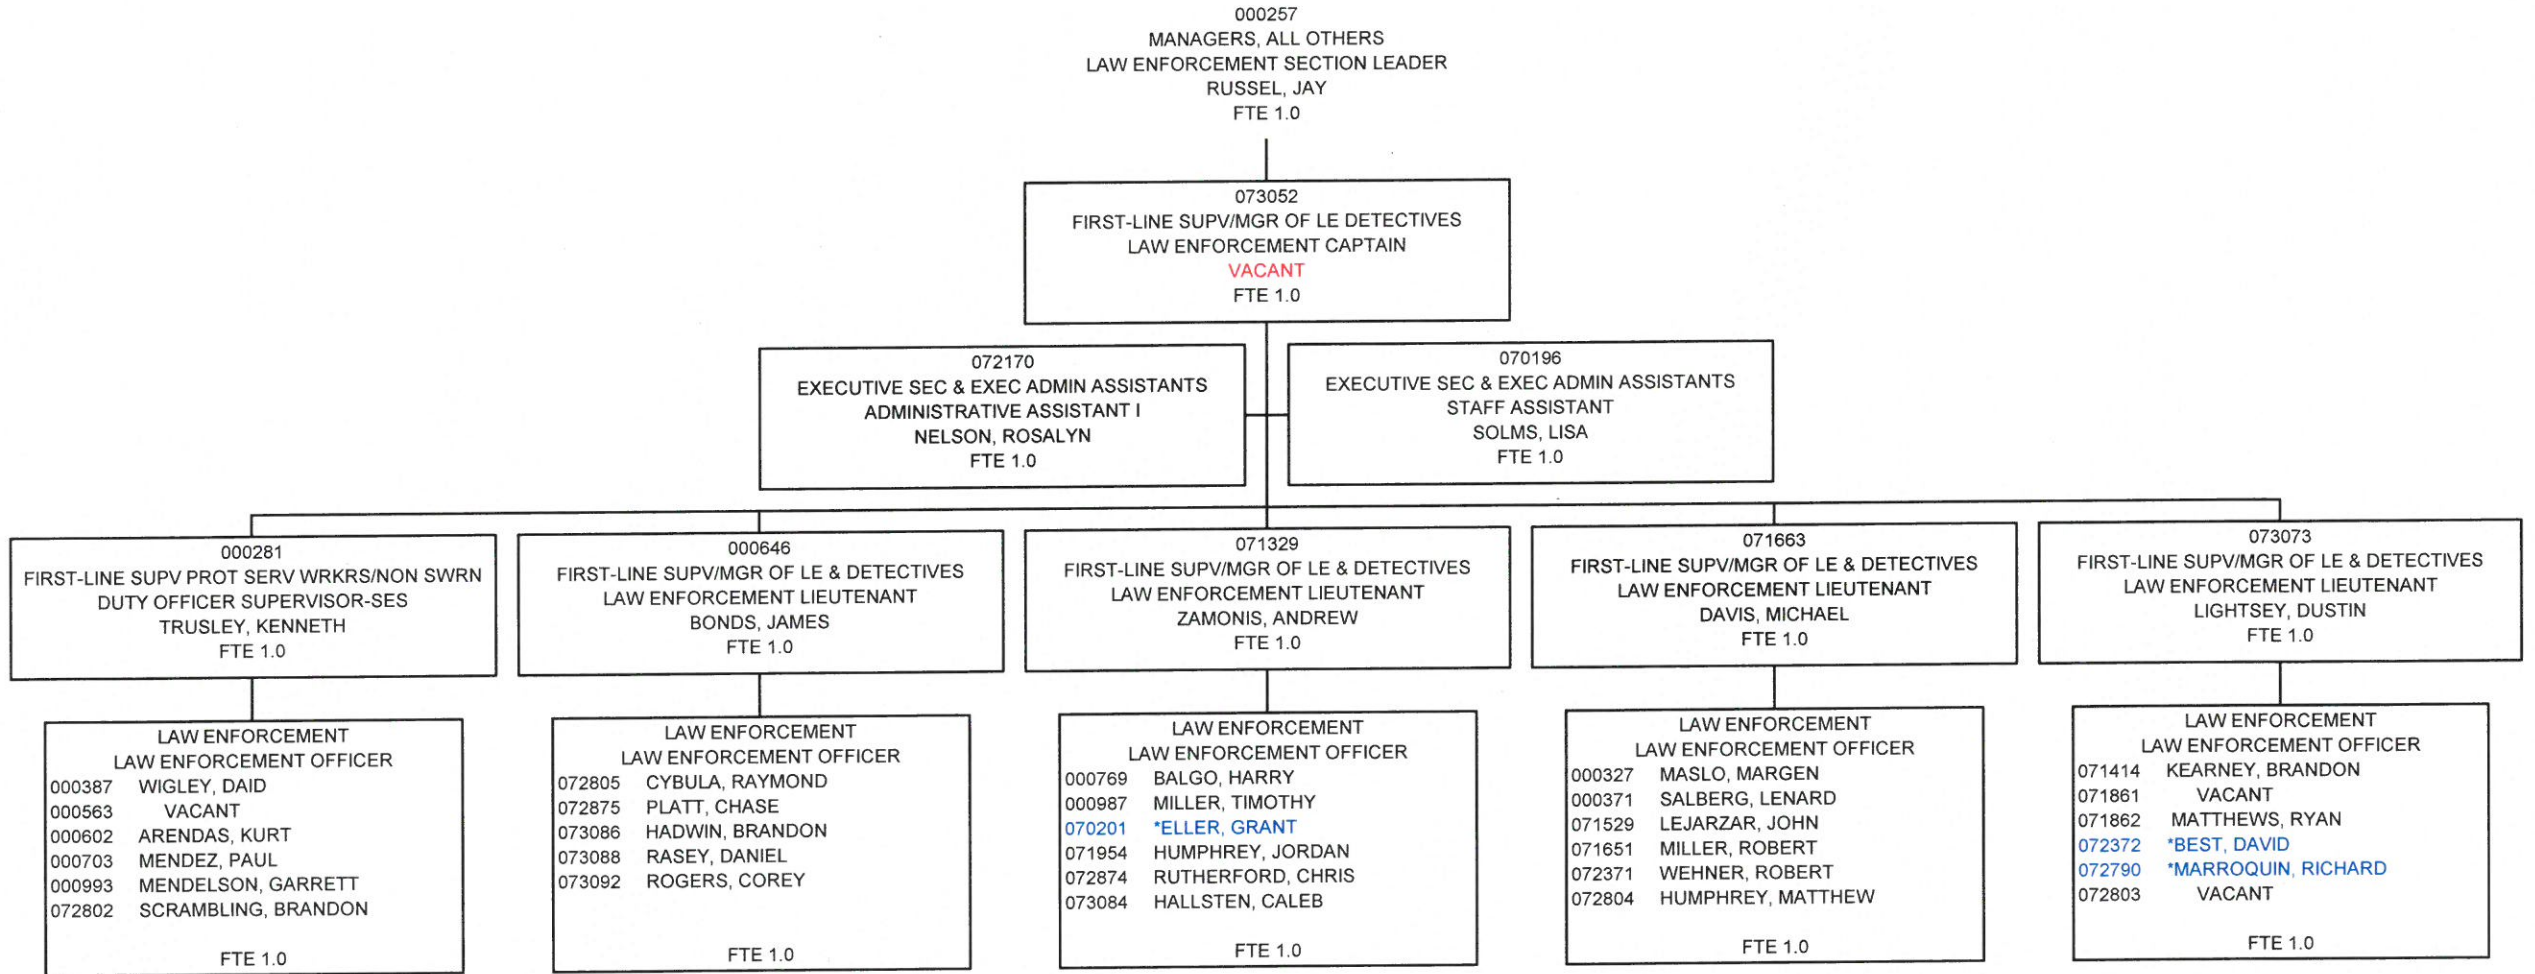 000257
MANAGERS, ALL OTHERS
LAW ENFORCEMENT SECTION LEADER
RUSSEL, JAY
FTE 1.0
073052
FIRST-LINE SUPV/MGR OF LE DETECTIVES
LAW ENFORCEMENT CAPTAIN
VACANT
FTE 1.0
072170
EXECUTIVE SEC & EXEC ADMIN ASSISTANTS
ADMINISTRATIVE ASSISTANT I
NELSON, ROSALYN
FTE 1.0
070196
EXECUTIVE SEC & EXEC ADMIN ASSISTANTS
STAFF ASSISTANT
SOLMS, LISA
FTE 1.0
000281
FIRST-LINE SUPV PROT SERV WRKRS/NON SWRN
DUTY OFFICER SUPERVISOR-SES
TRUSLEY, KENNETH
FTE 1.0
000646
FIRST-LINE SUPV/MGR OF LE & DETECTIVES
LAW ENFORCEMENT LIEUTENANT
BONDS, JAMES
FTE 1.0
071329
FIRST-LINE SUPV/MGR OF LE & DETECTIVES
LAW ENFORCEMENT LIEUTENANT
ZAMONIS, ANDREW
FTE 1.0
071663
FIRST-LINE SUPV/MGR OF LE & DETECTIVES
LAW ENFORCEMENT LIEUTENANT
DAVIS, MICHAEL
FTE 1.0
073073
FIRST-LINE SUPV/MGR OF LE & DETECTIVES
LAW ENFORCEMENT LIEUTENANT
LIGHTSEY, DUSTIN
FTE 1.0
LAW ENFORCEMENT
LAW ENFORCEMENT OFFICER
000387 WIGLEY, DAID
000563 VACANT
000602 ARENDAS, KURT
000703 MENDEZ, PAUL
000993 MENDELSON, GARRETT
072802 SCRAMBLING, BRANDON
FTE 1.0
LAW ENFORCEMENT
LAW ENFORCEMENT OFFICER
072805 CYBULA, RAYMOND
072875 PLATT, CHASE
073086 HADWIN, BRANDON
073088 RASEY, DANIEL
073092 ROGERS, COREY
FTE 1.0
LAW ENFORCEMENT
LAW ENFORCEMENT OFFICER
000769 BALGO, HARRY
000987 MILLER, TIMOTHY
070201 *ELLER, GRANT
071954 HUMPHREY, JORDAN
072874 RUTHERFORD, CHRIS
073084 HALLSTEN, CALEB
FTE 1.0
LAW ENFORCEMENT
LAW ENFORCEMENT OFFICER
000327 MASLO, MARGEN
000371 SALBERG, LENARD
071529 LEJARZAR, JOHN
071651 MILLER, ROBERT
072371 WEHNER, ROBERT
072804 HUMPHREY, MATTHEW
FTE 1.0
LAW ENFORCEMENT
LAW ENFORCEMENT OFFICER
071414 KEARNEY, BRANDON
071861 VACANT
071862 MATTHEWS, RYAN
072372 *BEST, DAVID
072790 *MARROQUIN, RICHARD
072803 VACANT
FTE 1.0